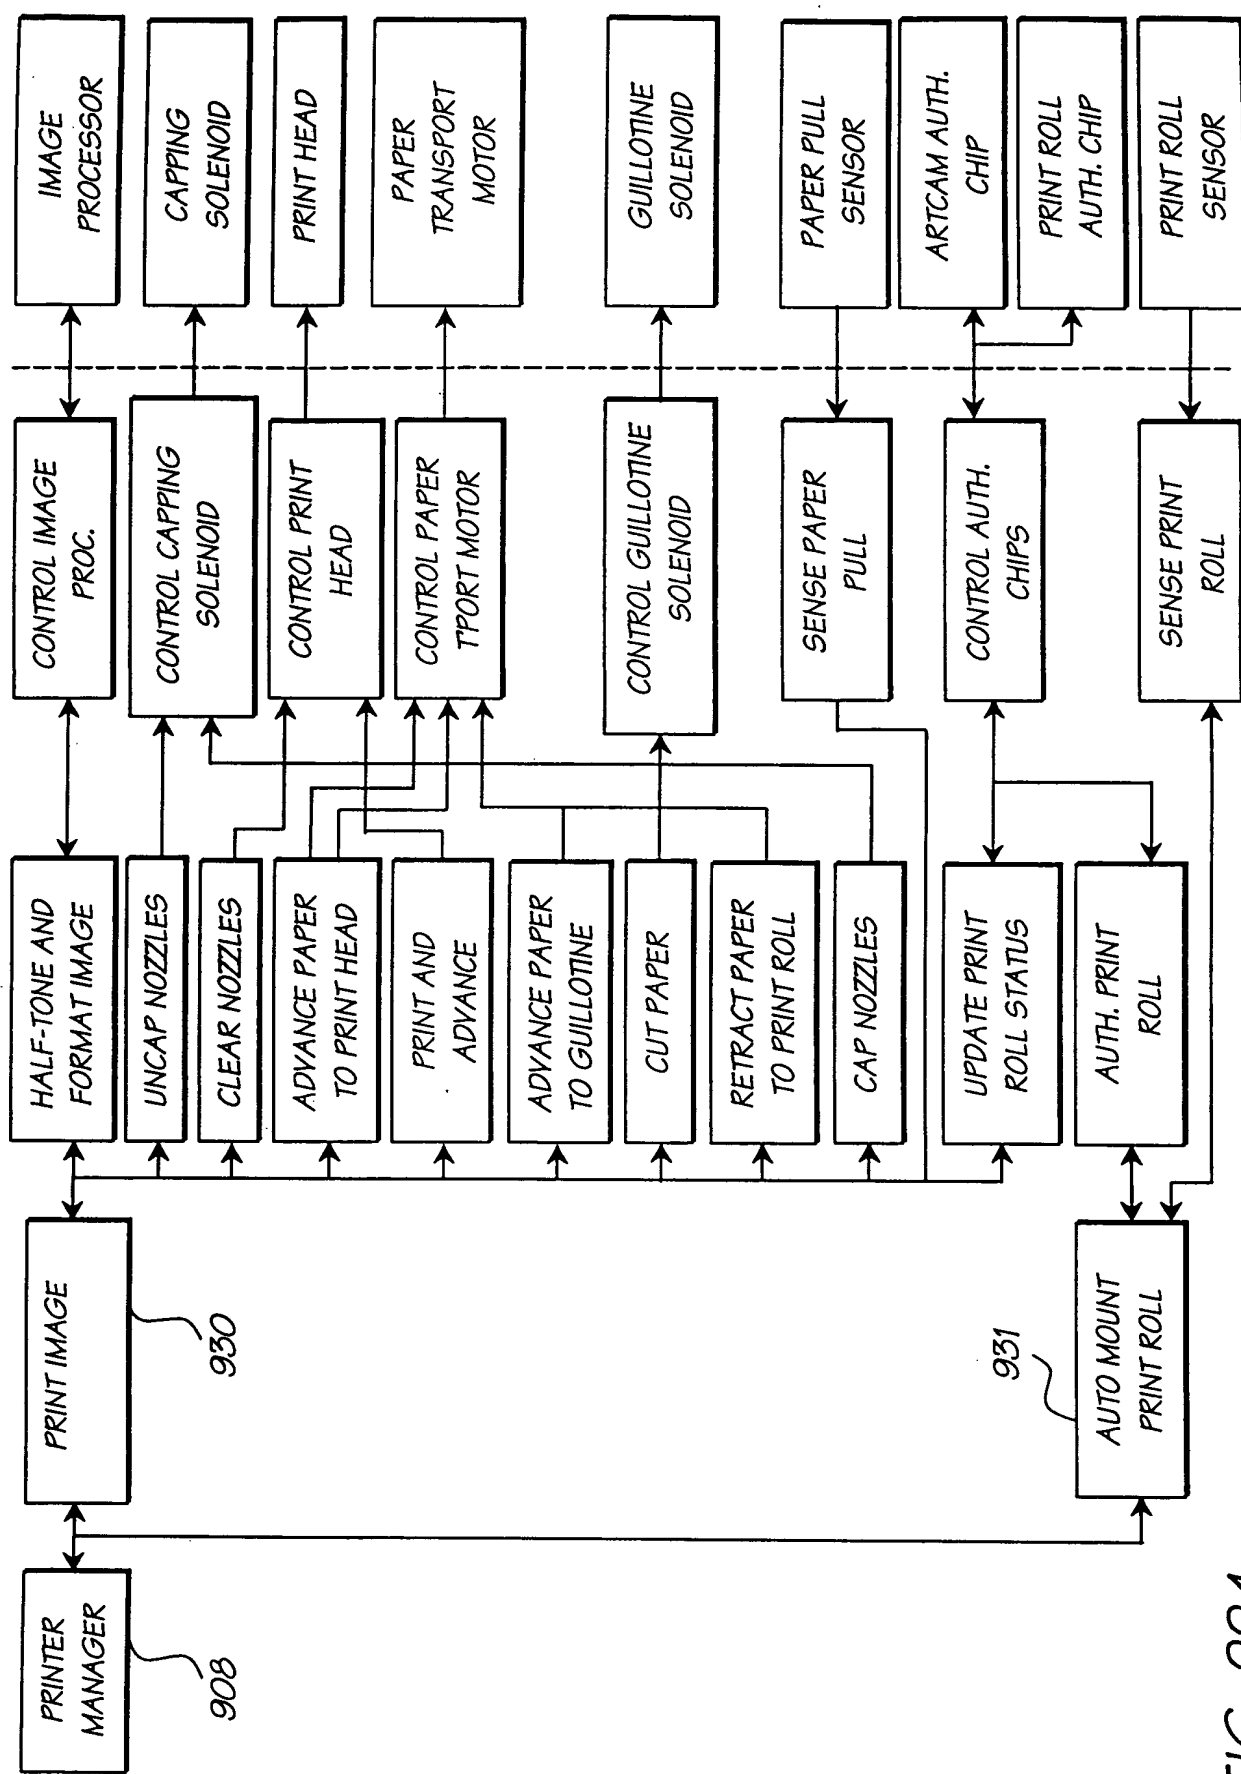 PRINTER
MANAGER
908
PRINT IMAGE
930
AUTO MOUNT
PRINT ROLL
931
HALF-TONE AND
FORMAT IMAGE
UNCAP NOZZLES
CLEAR NOZZLES
ADVANCE PAPER
TO PRINT HEAD
PRINT AND
ADVANCE
ADVANCE PAPER
TO GUILLOTINE
CUT PAPER
RETRACT PAPER
TO PRINT ROLL
CAP NOZZLES
UPDATE PRINT
ROLL STATUS
AUTH. PRINT
ROLL
CONTROL IMAGE
PROC.
CONTROL CAPPING
SOLENOID
CONTROL PRINT
HEAD
CONTROL PAPER
T'PORT MOTOR
CONTROL GUILLOTINE
SOLENOID
SENSE PAPER
PULL
CONTROL AUTH.
CHIPS
SENSE PRINT
ROLL
IMAGE
PROCESSOR
CAPPING
SOLENOID
PRINT HEAD
PAPER
TRANSPORT
MOTOR
GUILLOTINE
SOLENOID
PAPER PULL
SENSOR
ARTCAM AUTH.
CHIP
PRINT ROLL
AUTH. CHIP
PRINT ROLL
SENSOR